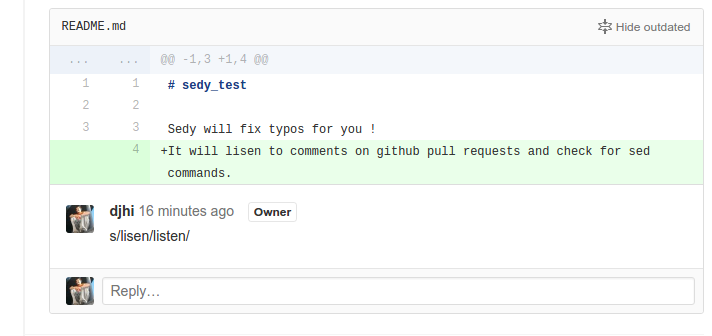 README.md Hide outdated
... ... @@ -1,3 +1,4 @@
1 1 # sedy_test
2 2
3 3 Sedy will fix typos for you !
4 +It will lisen to comments on github pull requests and check for sed
commands.
djhi 16 minutes ago Owner
s/lisen/listen/
Reply…